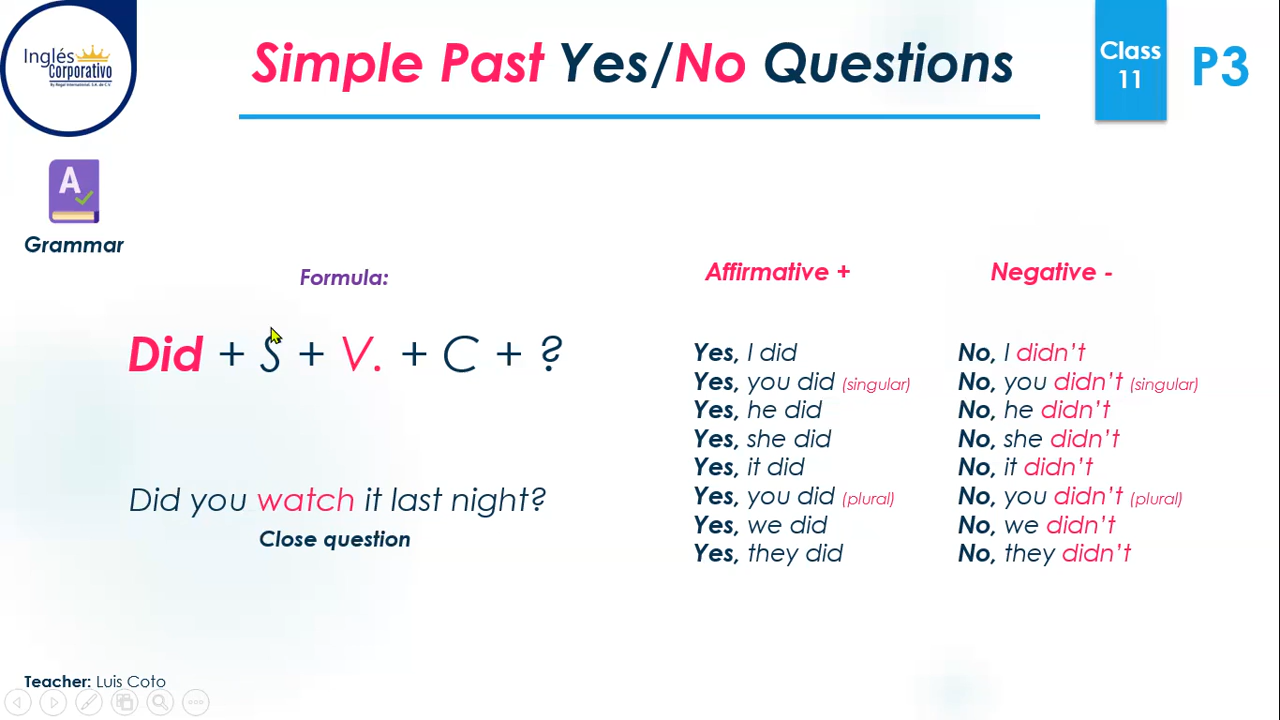 Inglés
Corporativo
By Regal International, S.A. de C.V.
Simple Past Yes/No Questions
Class
11
P3
A
Grammar
Formula:
Did + S + V. + C + ?
Did you watch it last night?
Close question
Affirmative +
Yes, I did
Yes, you did (singular)
Yes, he did
Yes, she did
Yes, it did
Yes, you did (plural)
Yes, we did
Yes, they did
Negative -
No, I didn't
No, you didn't (singular)
No, he didn't
No, she didn't
No, it didn't
No, you didn't (plural)
No, we didn't
No, they didn't
Teacher: Luis Coto